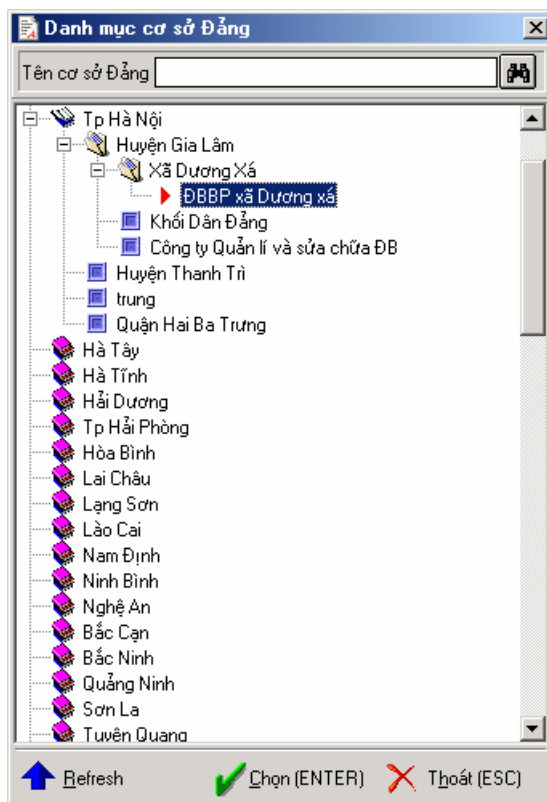 Danh mục cơ sở Đảng
Tên cơ sở Đảng
Tp Hà Nội
Huyện Gia Lâm
Xã Dương Xá
ĐBBP xã Dương xá
Khối Dân Đảng
Công ty Quản lí và sửa chữa ĐB
Huyện Thanh Trì
trung
Quận Hai Ba Trưng
Hà Tây
Hà Tĩnh
Hải Dương
Tp Hải Phòng
Hòa Bình
Lai Châu
Lạng Sơn
Lào Cai
Nam Định
Ninh Bình
Nghệ An
Bắc Cạn
Bắc Ninh
Quảng Ninh
Sơn La
Tuyên Quang
Refresh Chọn (ENTER) Thoát (ESC)